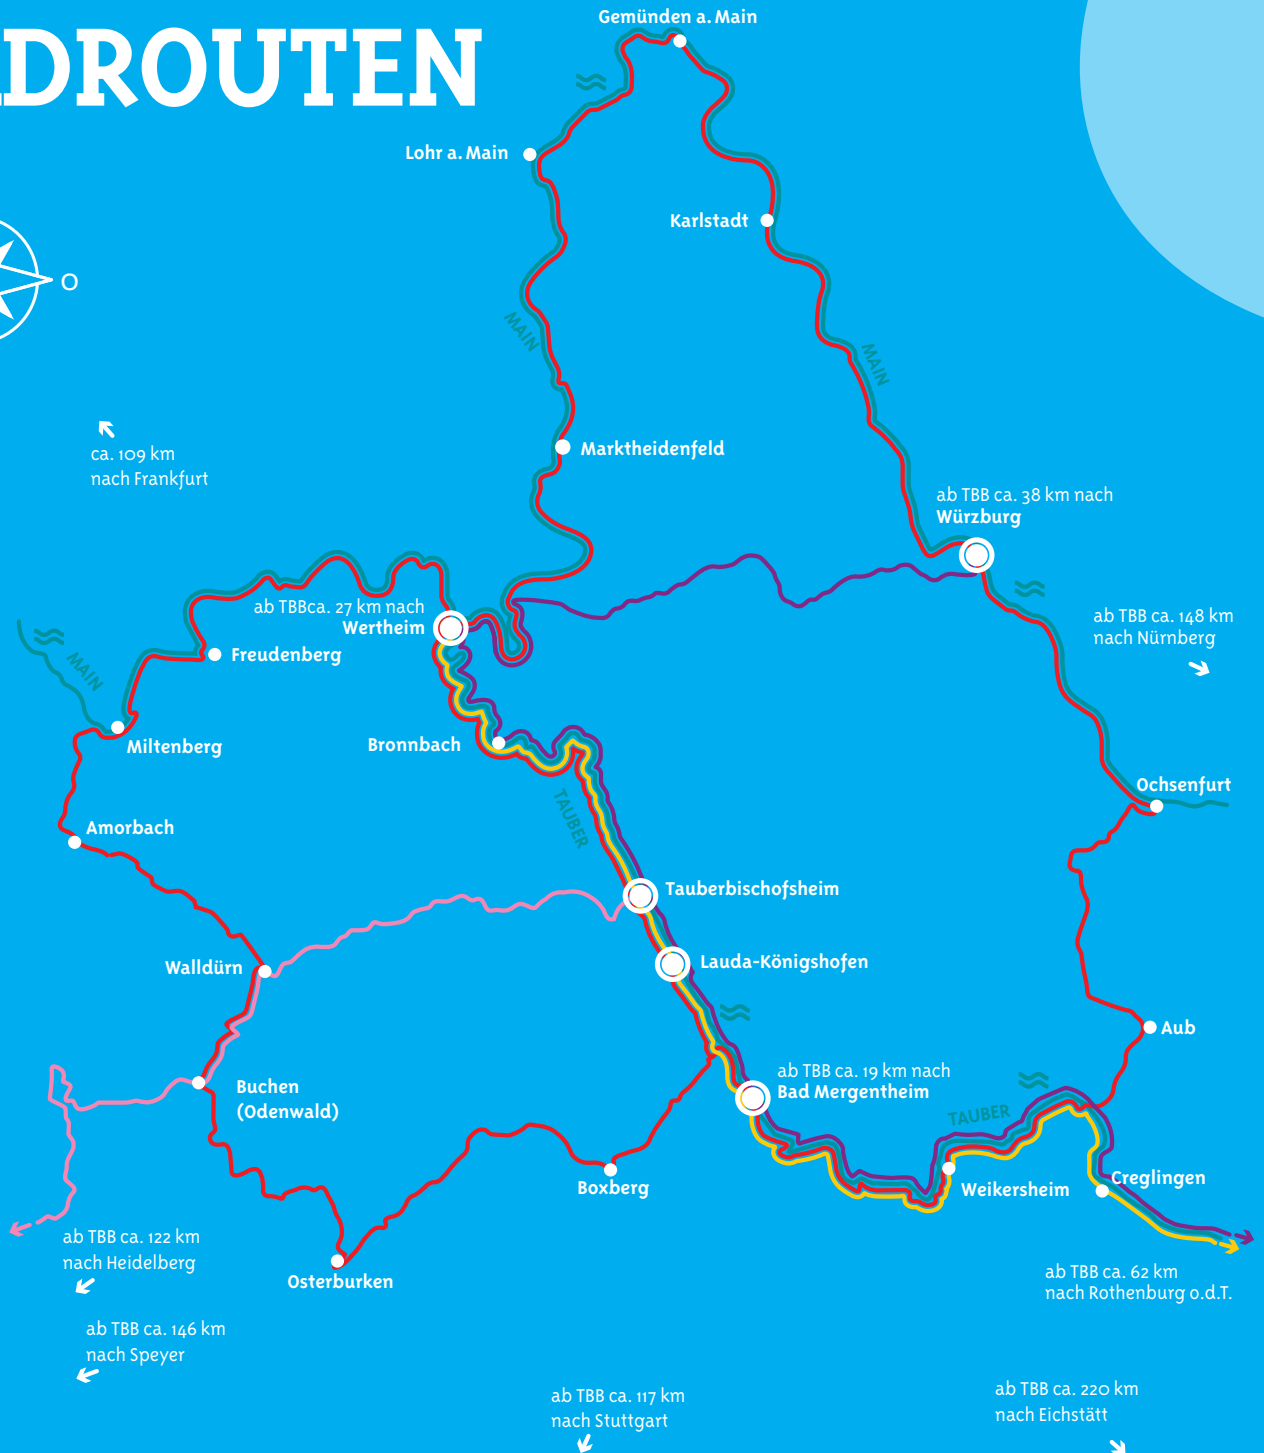 Gemünden a. Main
DROUTEN
Lohr a. Main
Karlstadt
O
MAIN
MAIN
ca. 109 km
nach Frankfurt
Marktheidenfeld
ab TBB ca. 38 km nach
Würzburg
ab TBBca. 27 km nach
Wertheim
ab TBB ca. 148 km
nach Nürnberg
MAIN
Freudenberg
Miltenberg
Bronnbach
TAUBER
Ochsenfurt
Amorbach
Tauberbischofsheim
Walldürn
Lauda-Königshofen
Aub
Buchen
(Odenwald)
ab TBB ca. 19 km nach
Bad Mergentheim
TAUBER
Boxberg
Weikersheim
Creglingen
ab TBB ca. 122 km
nach Heidelberg
Osterburken
ab TBB ca. 62 km
nach Rothenburg o.d.T.
ab TBB ca. 146 km
nach Speyer
ab TBB ca. 117 km
nach Stuttgart
ab TBB ca. 220 km
nach Eichstätt